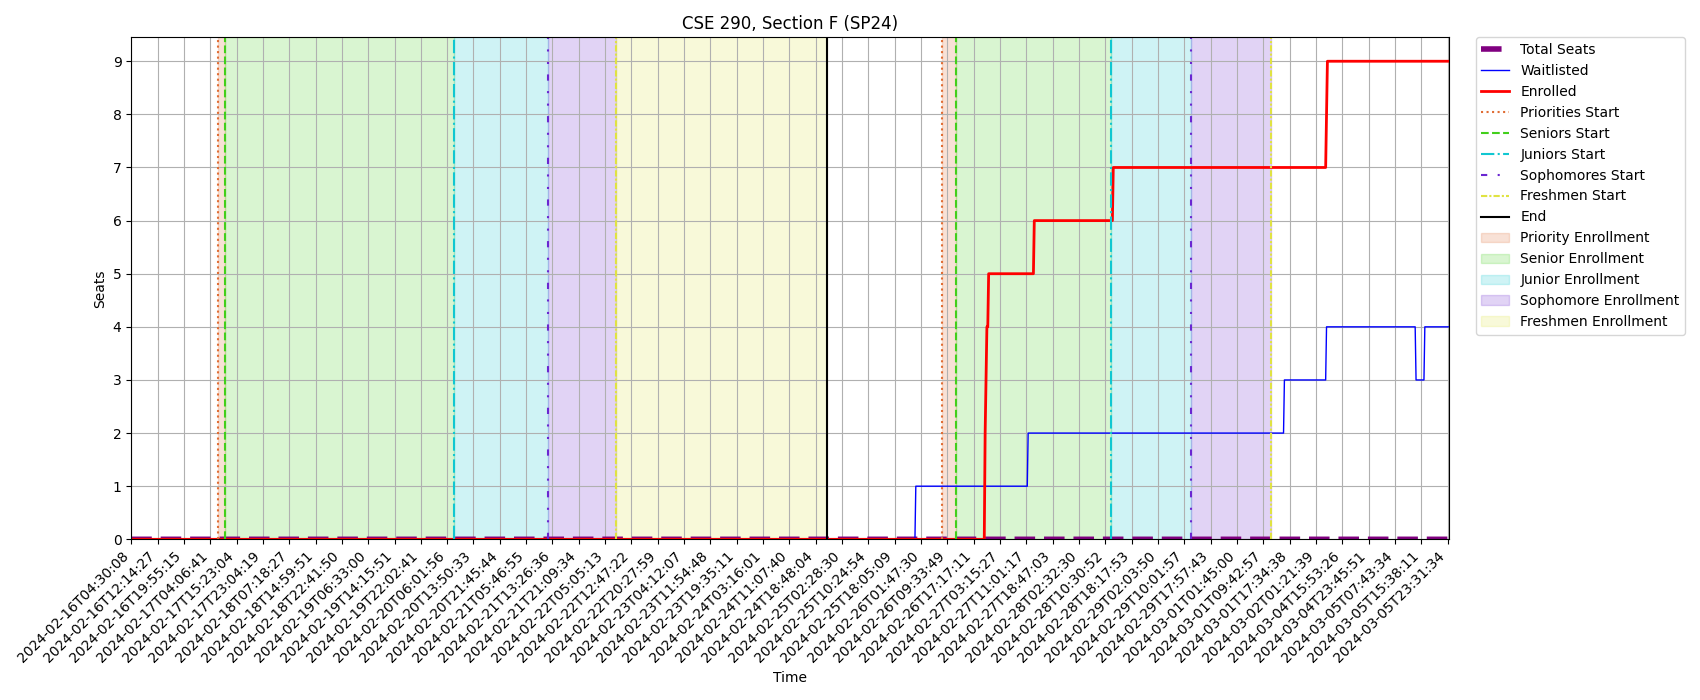 CSE 290, Section F (SP24)
9
8
7
6
5
4
3
2
1
0
Seats
2024-02-16T04:30:08
2024-02-16T12:14:27
2024-02-16T19:55:15
2024-02-17T04:06:41
2024-02-17T15:23:04
2024-02-17T23:04:19
2024-02-18T07:18:27
2024-02-18T14:59:51
2024-02-18T22:41:50
2024-02-19T06:33:00
2024-02-19T14:15:51
2024-02-19T22:02:41
2024-02-20T06:01:56
2024-02-20T13:50:33
2024-02-20T21:45:44
2024-02-21T05:46:55
2024-02-21T13:26:36
2024-02-21T21:09:34
2024-02-22T05:05:13
2024-02-22T12:47:22
2024-02-22T20:27:59
2024-02-23T04:12:07
2024-02-23T11:54:48
2024-02-23T19:35:11
2024-02-24T03:16:01
2024-02-24T11:07:40
2024-02-24T18:48:04
2024-02-25T02:28:30
2024-02-25T10:24:54
2024-02-25T18:05:09
2024-02-26T01:47:30
2024-02-26T09:33:49
2024-02-26T17:17:11
2024-02-27T03:15:27
2024-02-27T11:01:17
2024-02-27T18:47:03
2024-02-28T02:32:30
2024-02-28T10:30:52
2024-02-28T18:17:53
2024-02-29T02:03:50
2024-02-29T10:01:57
2024-02-29T17:57:43
2024-03-01T01:45:00
2024-03-01T09:42:57
2024-03-01T17:34:38
2024-03-02T01:21:39
2024-03-04T15:53:26
2024-03-04T23:45:51
2024-03-05T07:43:34
2024-03-05T15:38:11
2024-03-05T23:31:34
Time
Total Seats
Waitlisted
Enrolled
Priorities Start
Seniors Start
Juniors Start
Sophomores Start
Freshmen Start
End
Priority Enrollment
Senior Enrollment
Junior Enrollment
Sophomore Enrollment
Freshmen Enrollment